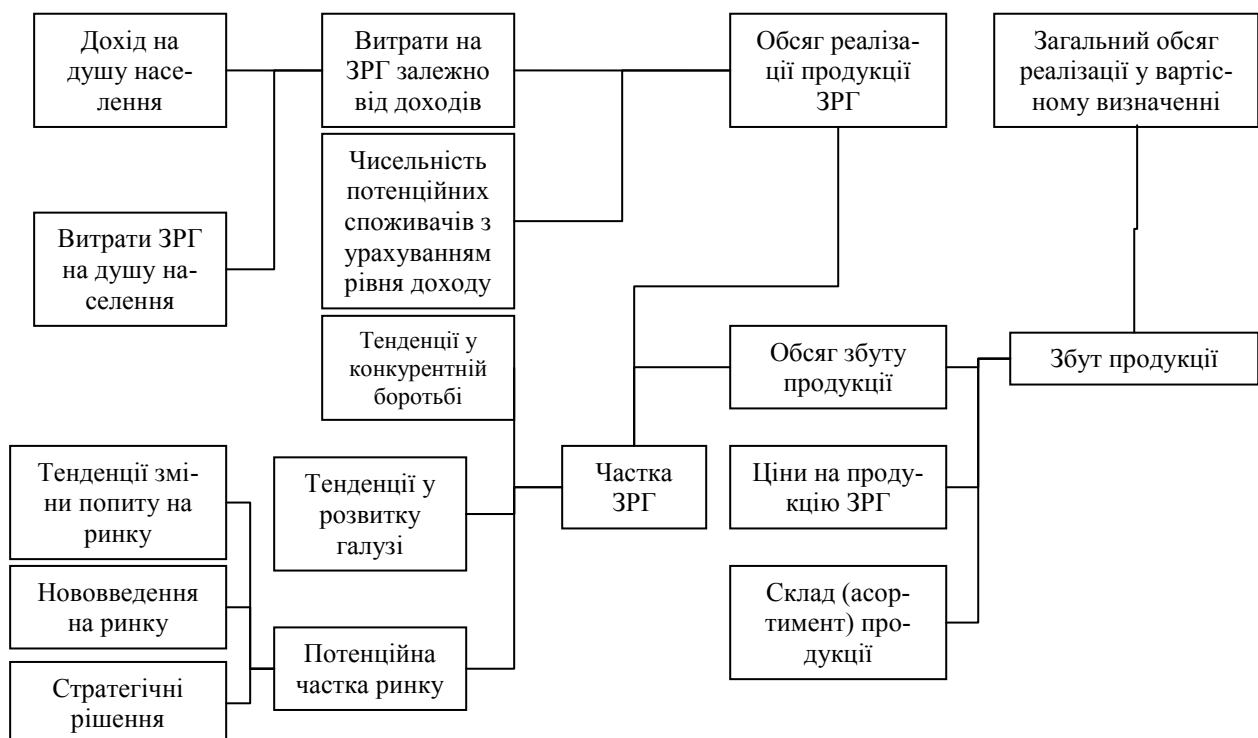 Дохід на
душу насе-
лення
Витрати на
ЗРГ залежно
від доходів
Обсяг реаліза-
ції продукції
ЗРГ
Загальний обсяг
реалізації у вартіс-
ному визначенні
Чисельність
потенційних
споживачів з
урахуванням
рівня доходу
Витрати ЗРГ
на душу на-
селення
Тенденції у
конкурентній
боротьбі
Обсяг збуту
продукції
Збут продукції
Тенденції змі-
ни попиту на
ринку
Тенденції у
розвитку
галузі
Частка
ЗРГ
Ціни на проду-
кцію ЗРГ
Нововведення
на ринку
Склад (асор-
тимент) про-
дукції
Потенційна
частка ринку
Стратегічні
рішення